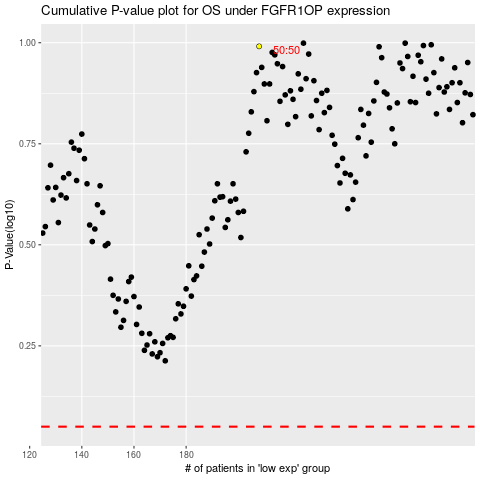 Cumulative P-value plot for OS under FGFR1OP expression
1.00
50:50
0.75
0.50
0.25
P-Value(log10)
120 140 160 180
# of patients in 'low exp' group